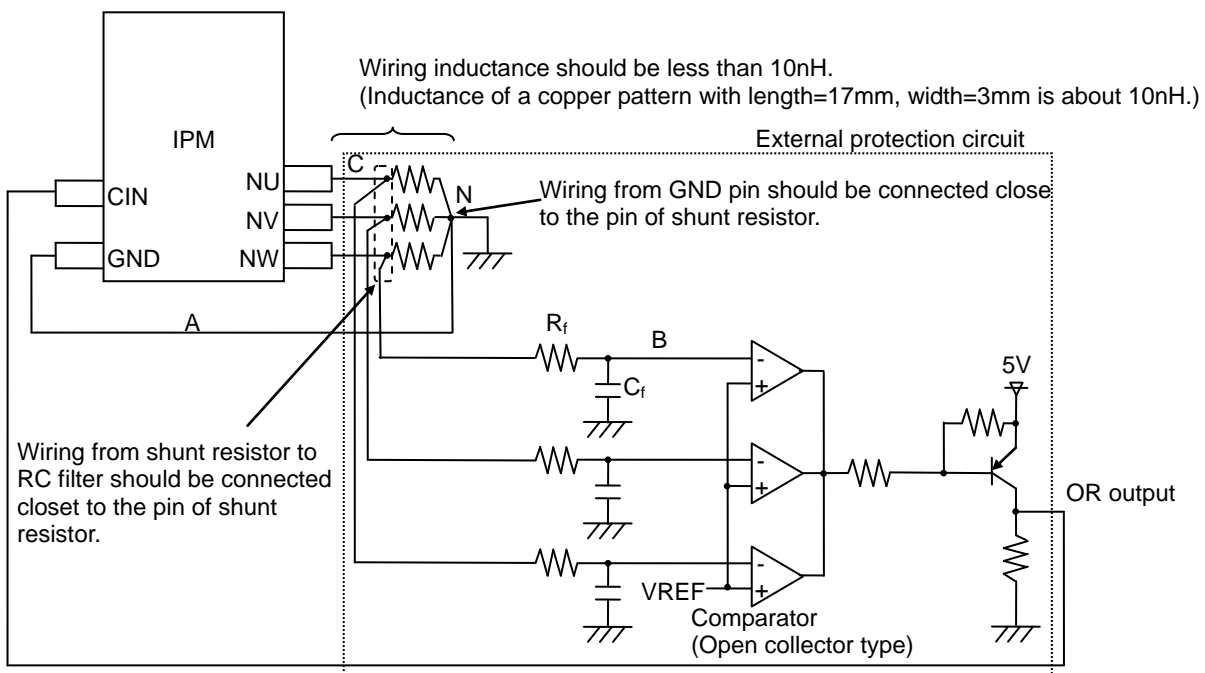 Wiring inductance should be less than 10nH.
(Inductance of a copper pattern with length=17mm, width=3mm is about 10nH.)
External protection circuit
IPM
C
NU
N
CIN
NV
GND
NW
Wiring from GND pin should be connected close
to the pin of shunt resistor.
A
Rf
B
Cf
-
+
5V
Wiring from shunt resistor to
RC filter should be connected
closet to the pin of shunt
resistor.
-
+
OR output
-
+
VREF
Comparator
(Open collector type)